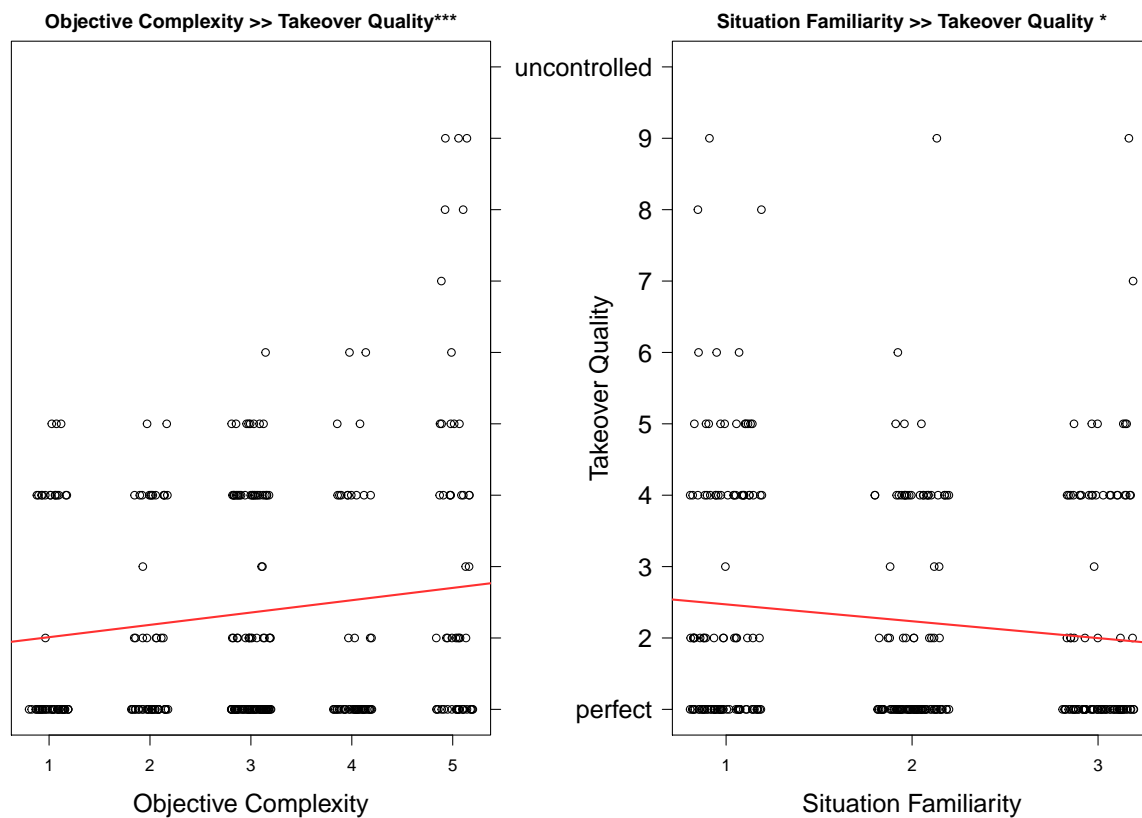 Objective Complexity >> Takeover Quality***
1
2
3
4
5
Objective Complexity
Situation Familiarity >> Takeover Quality *
uncontrolled
9
8
7
6
5
4
3
2
perfect
Takeover Quality
1
2
3
Situation Familiarity